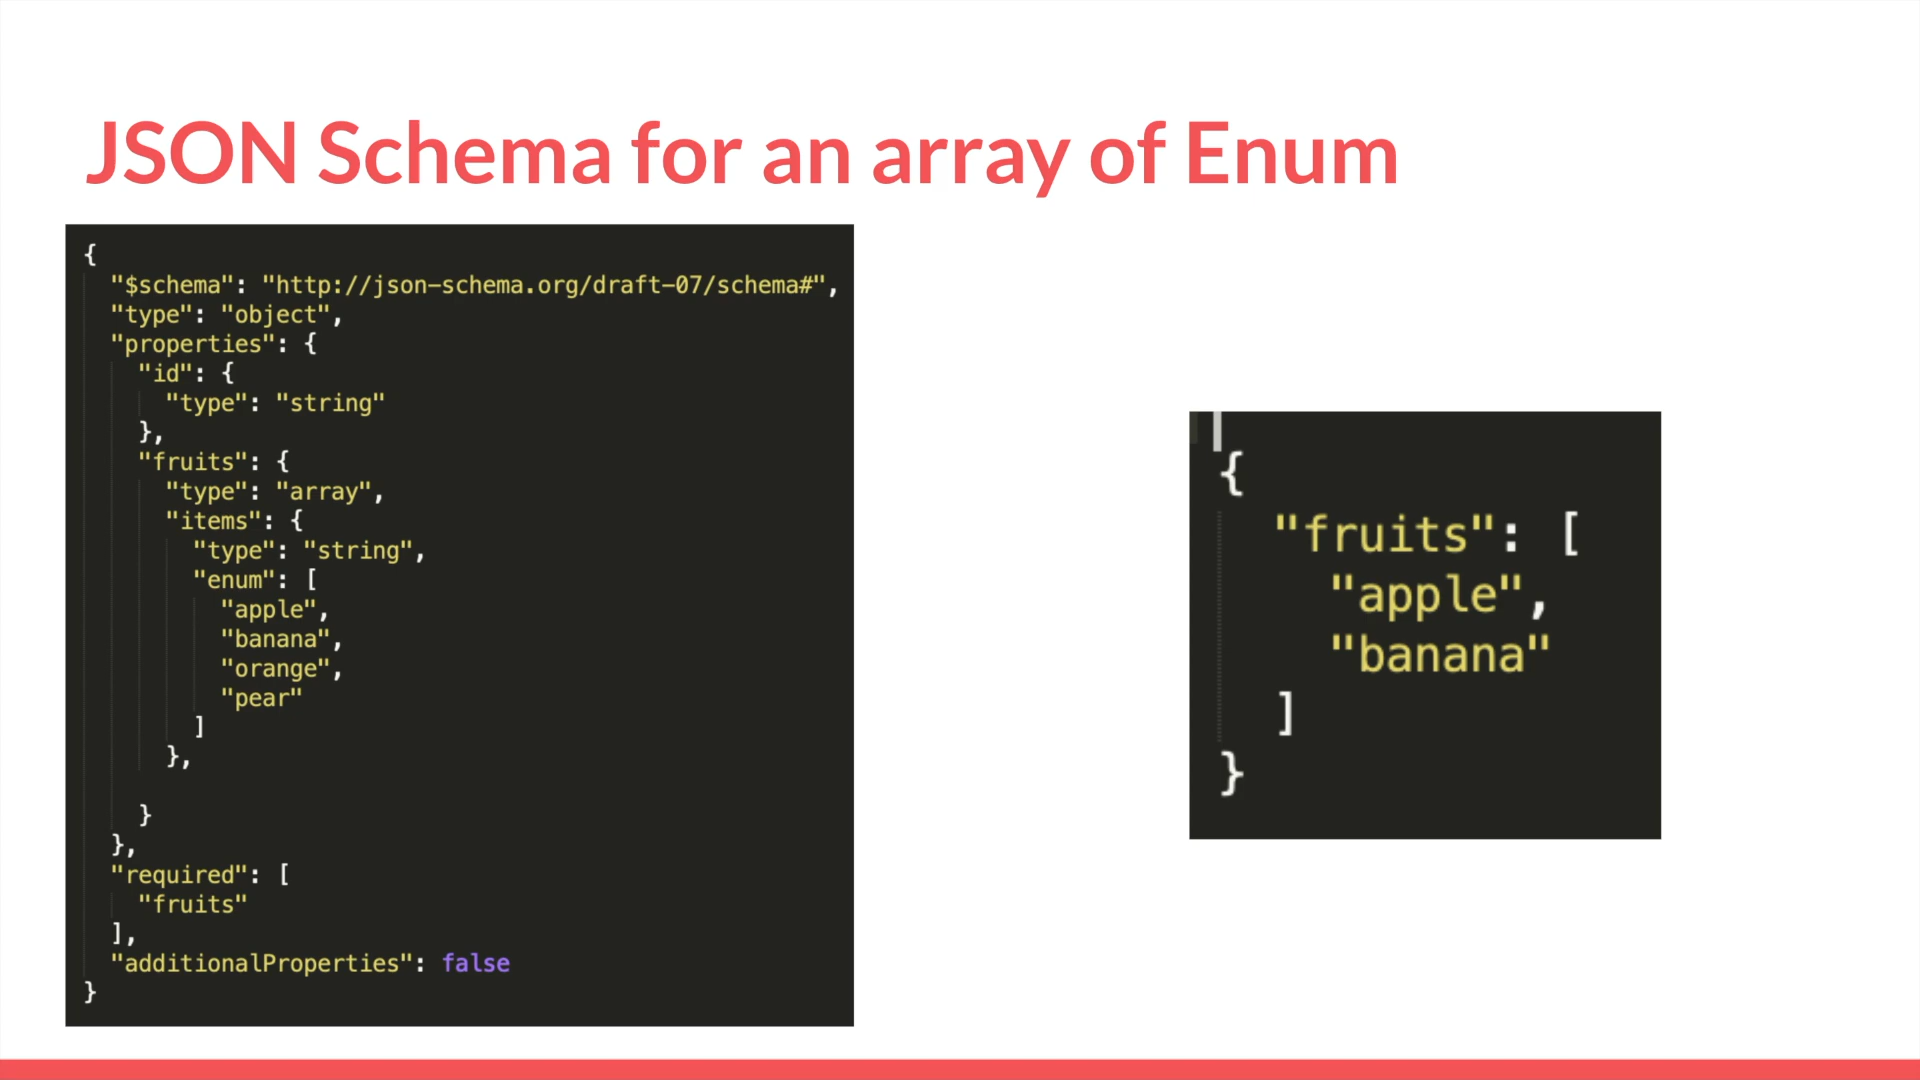 JSON Schema for an array of Enum
{
  "$schema": "http://json-schema.org/draft-07/schema#",
  "type": "object",
  "properties": {
    "id": {
      "type": "string"
    },
    "fruits": {
      "type": "array",
      "items": {
        "type": "string",
        "enum": [
          "apple",
          "banana",
          "orange",
          "pear"
        ]
      },
    }
  },
  "required": [
    "fruits"
  ],
  "additionalProperties": false
}
{
  "fruits": [
    "apple",
    "banana"
  ]
}